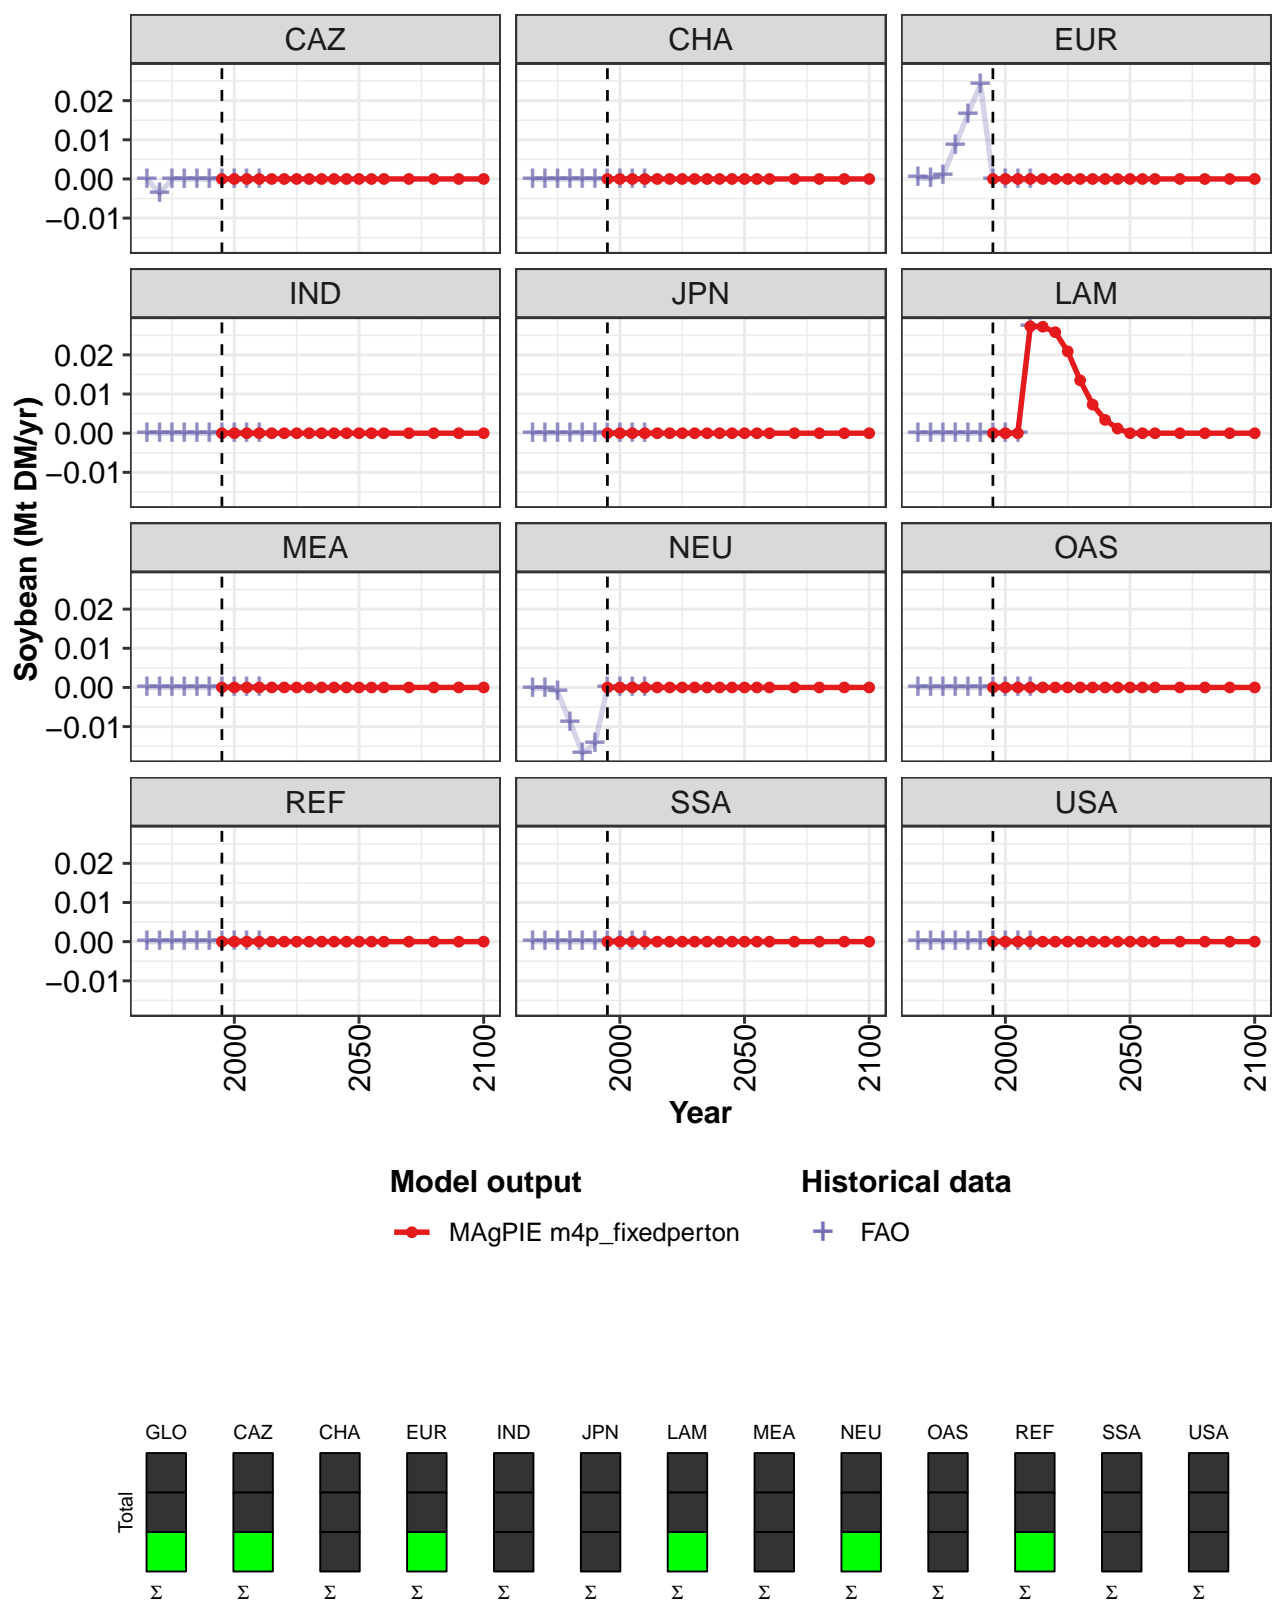 CAZ CHA EUR
0.02
0.01
0.00
−0.01
IND JPN LAM
0.02
0.01
0.00
−0.01
MEA NEU OAS
0.02
0.01
0.00
−0.01
REF SSA USA
0.02
0.01
0.00
−0.01
Soybean (Mt DM/yr)
2000 2050 2100 2000 2050 2100 2000 2050 2100
Year
Model output Historical data
MAgPIE m4p_fixedperton FAO
GLO CAZ CHA EUR IND JPN LAM MEA NEU OAS REF SSA USA
Total
Σ Σ Σ Σ Σ Σ Σ Σ Σ Σ Σ Σ Σ